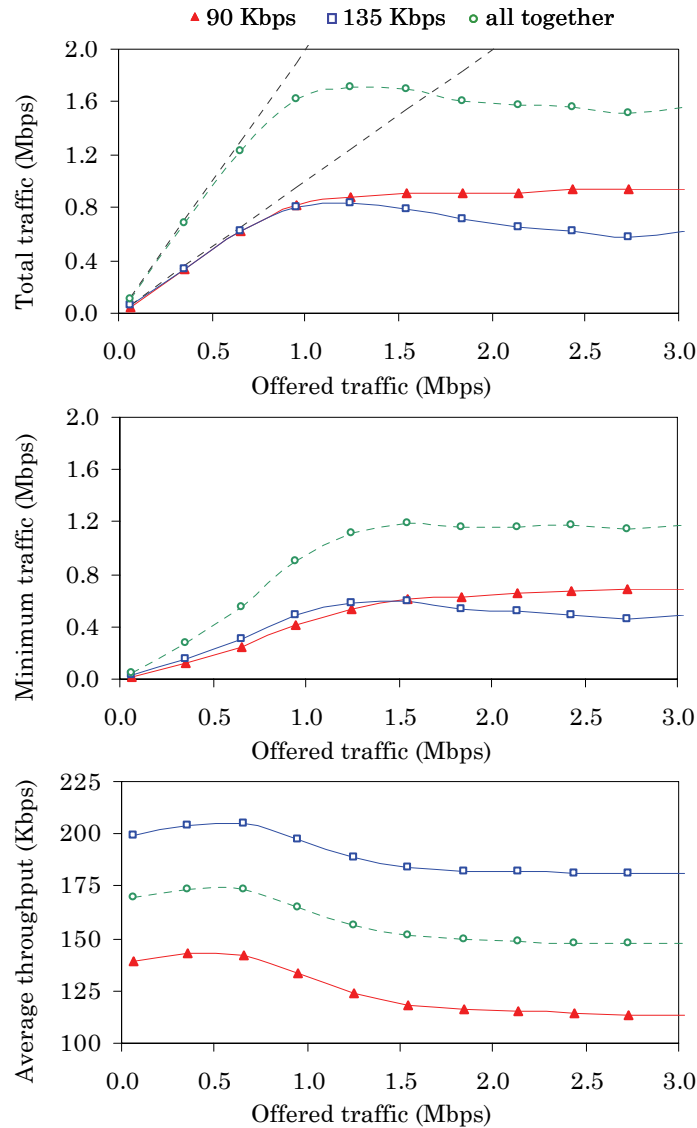 90 Kbps 135 Kbps all together
Total traffic (Mbps)
2.0
1.6
1.2
0.8
0.4
0.0
0.0 0.5 1.0 1.5 2.0 2.5 3.0
Offered traffic (Mbps)
Minimum traffic (Mbps)
2.0
1.6
1.2
0.8
0.4
0.0
0.0 0.5 1.0 1.5 2.0 2.5 3.0
Offered traffic (Mbps)
Average throughput (Kbps)
225
200
175
150
125
100
0.0 0.5 1.0 1.5 2.0 2.5 3.0
Offered traffic (Mbps)